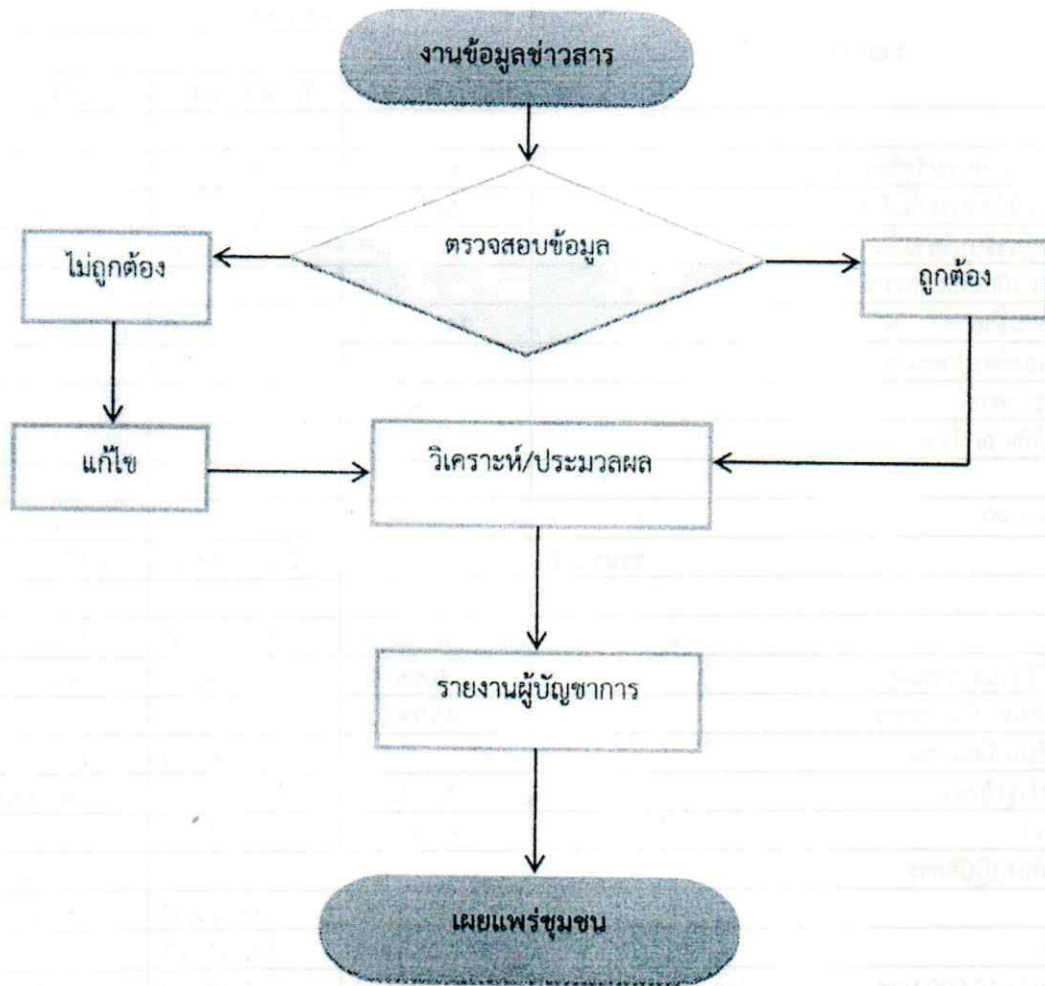 งานข้อมูลข่าวสาร
ตรวจสอบข้อมูล
ไม่ถูกต้อง
ถูกต้อง
แก้ไข
วิเคราะห์/ประมวลผล
รายงานผู้บัญชาการ
เผยแพร่ชุมชน